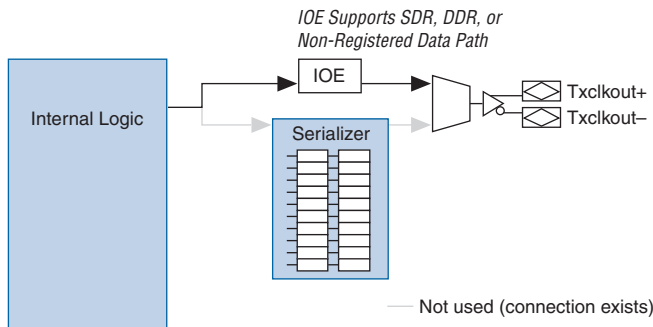 IOE Supports SDR, DDR, or
Non-Registered Data Path
IOE
Internal Logic
Txclkout+
Txclkout–
Serializer
Not used (connection exists)